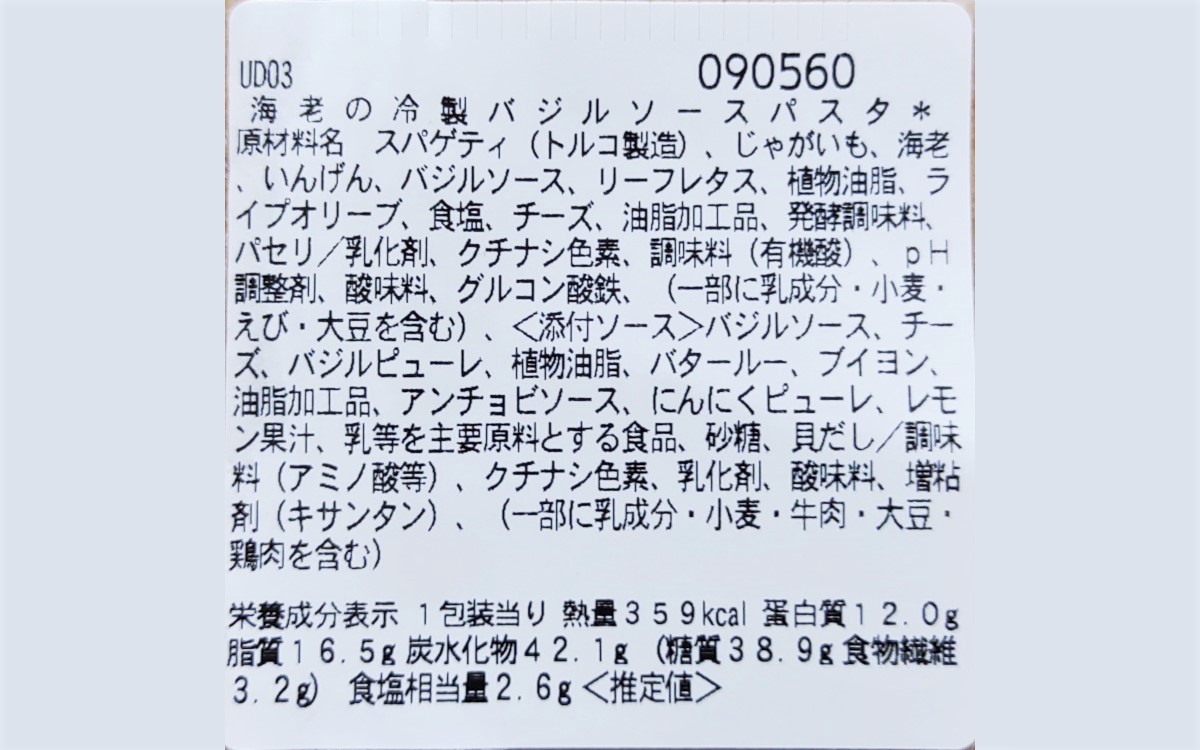 UD03 090560
海老の冷製バジルソースパスタ*
原材料名 スパゲティ（トルコ製造）、じゃがいも、海老
、いんげん、バジルソース、リーフレタス、植物油脂、ラ
イプオリーブ、食塩、チーズ、油脂加工品、発酵調味料、
パセリ／乳化剤、クチナシ色素、調味料（有機酸）、ｐＨ
調整剤、酸味料、グルコン酸鉄、（一部に乳成分・小麦・
えび・大豆を含む）、＜添付ソース＞バジルソース、チー
ズ、バジルピューレ、植物油脂、バタールー、ブイヨン、
油脂加工品、アンチョビソース、にんにくピューレ、レモ
ン果汁、乳等を主要原料とする食品、砂糖、貝だし／調味
料（アミノ酸等）、クチナシ色素、乳化剤、酸味料、増粘
剤（キサンタン）、（一部に乳成分・小麦・牛肉・大豆・
鶏肉を含む）
栄養成分表示 １包装当り 熱量３５９kcal 蛋白質１２.０g
脂質１６.５g 炭水化物４２.１g （糖質３８.９g 食物繊維
３.２g） 食塩相当量２.６g＜推定値＞